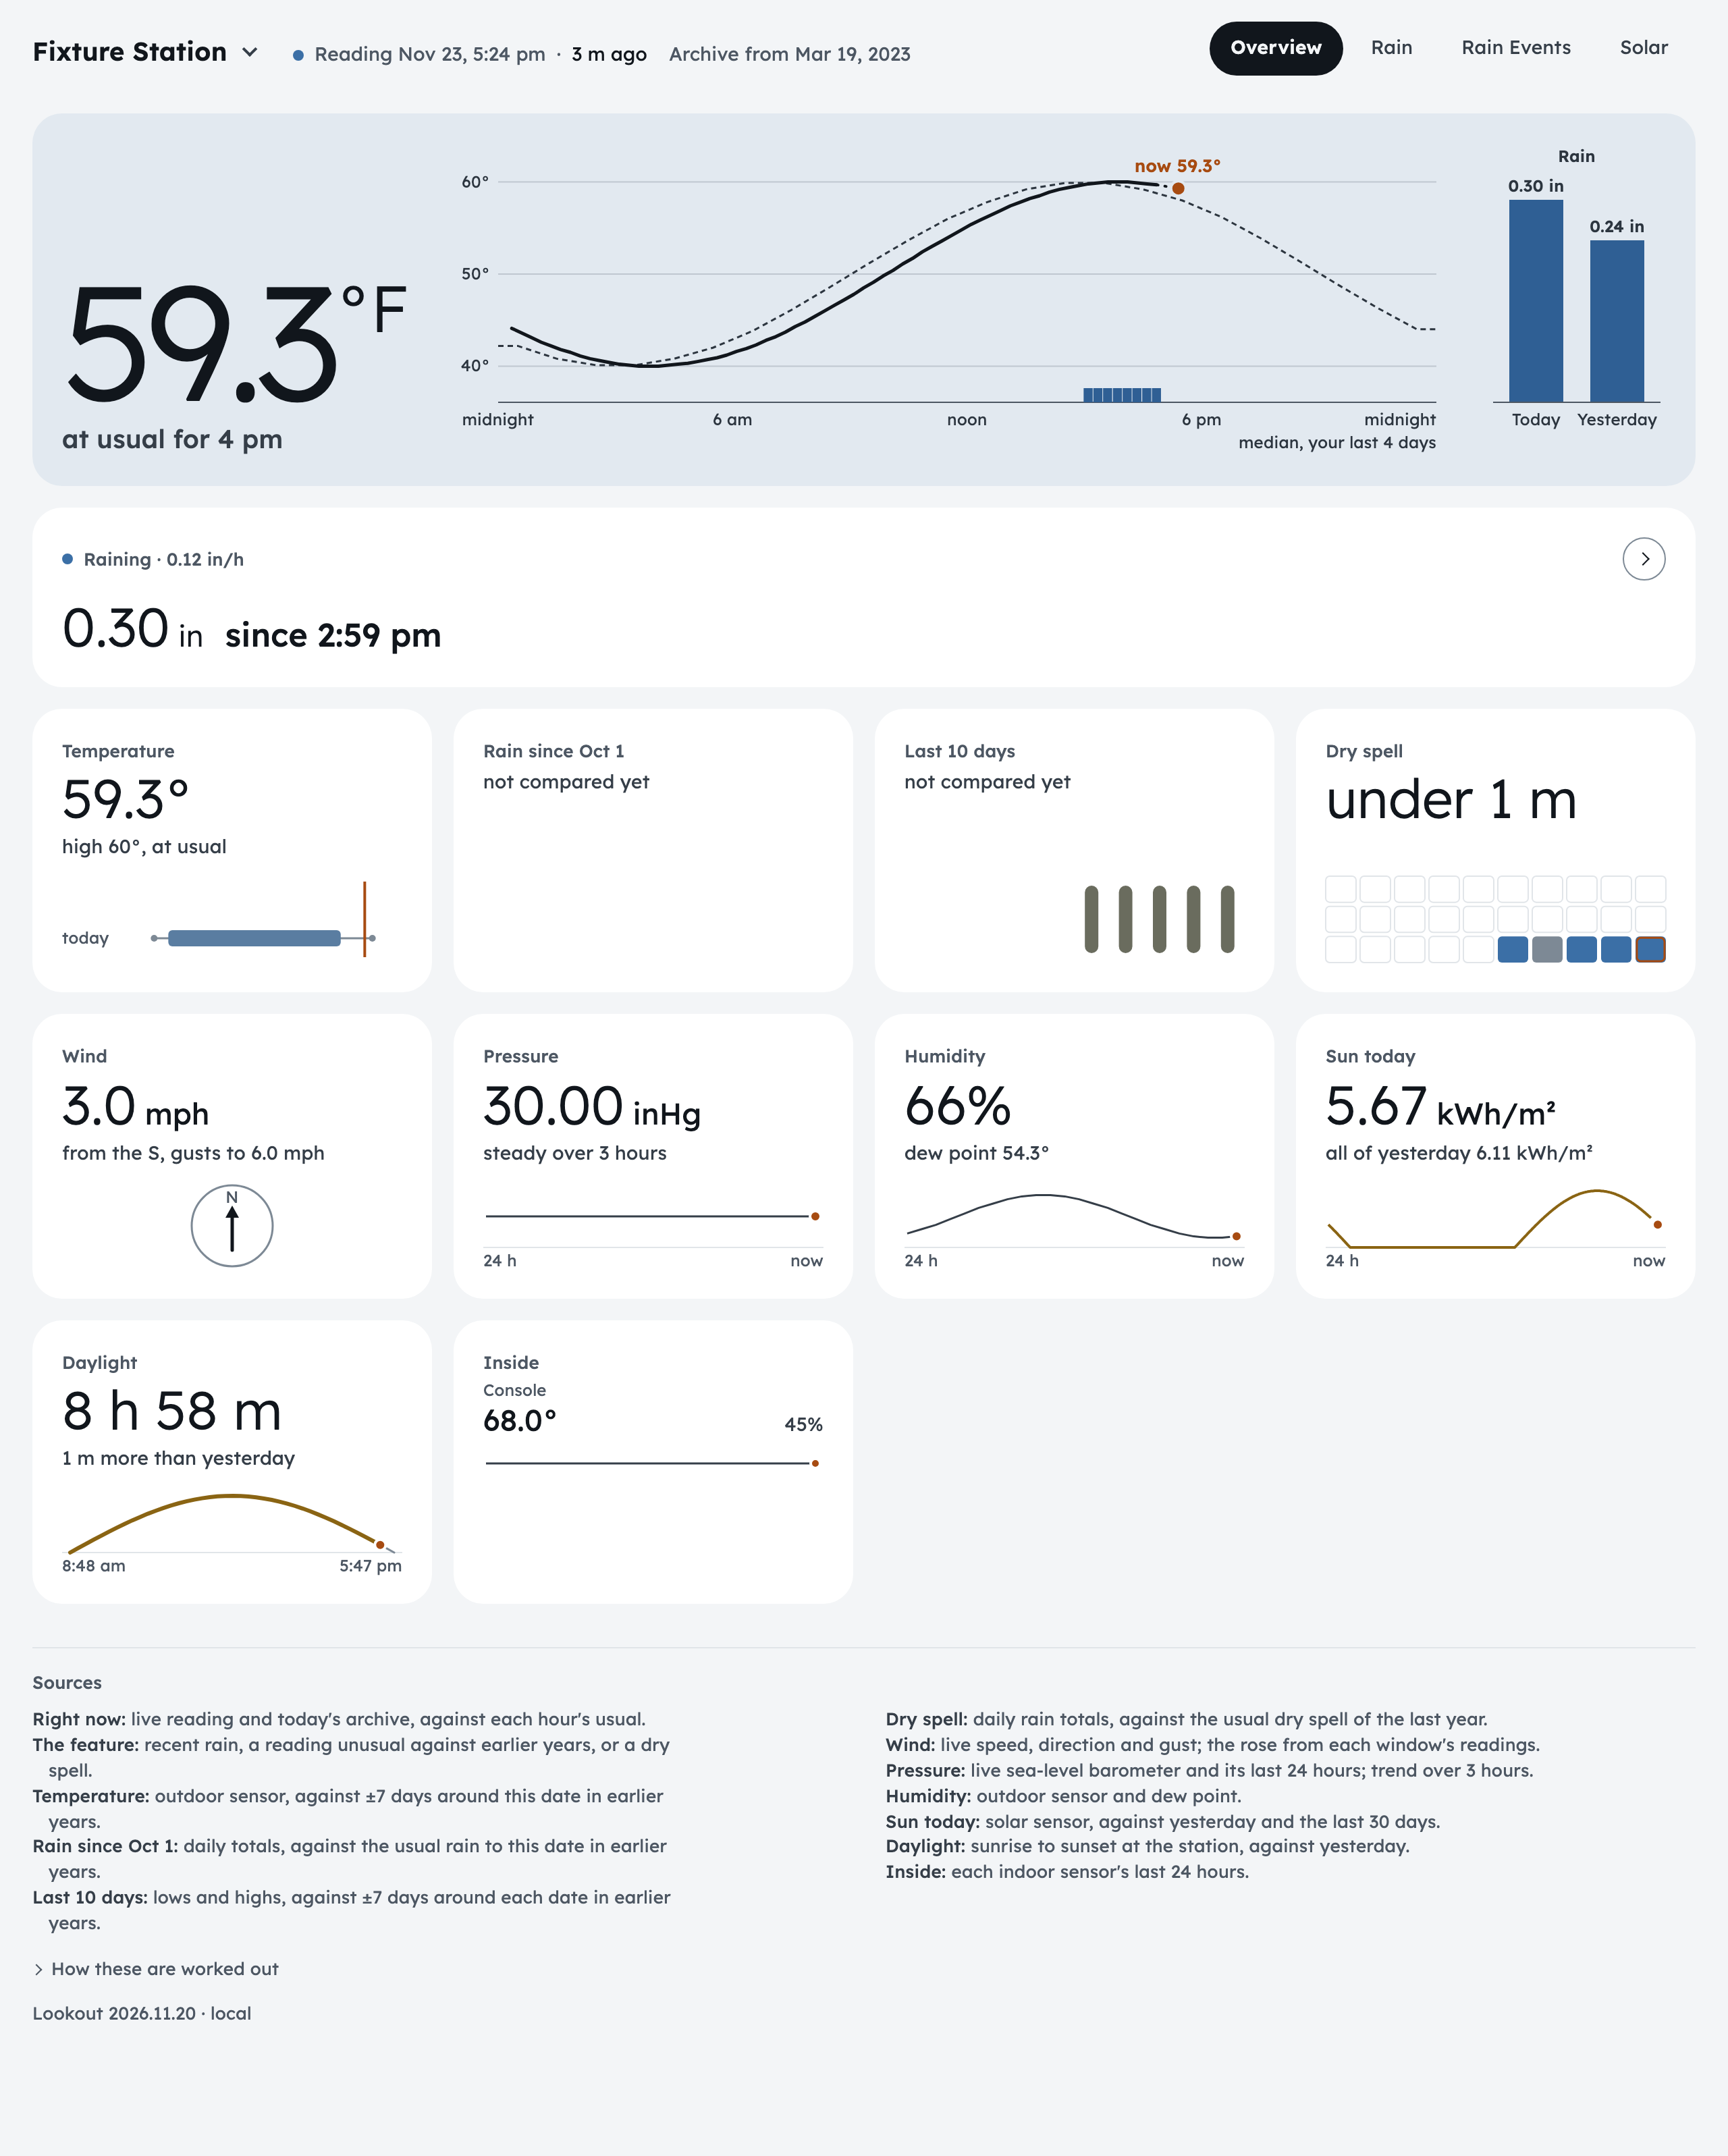 Fixture Station
Reading Nov 23, 5:24 pm · 3 m ago Archive from Mar 19, 2023
Overview Rain Rain Events Solar
59.3°F
at usual for 4 pm
now 59.3°
60°
50°
40°
midnight 6 am noon 6 pm midnight
median, your last 4 days
Rain
0.30 in
0.24 in
Today Yesterday
Raining · 0.12 in/h
0.30 in since 2:59 pm
Temperature
59.3°
high 60°, at usual
today
Rain since Oct 1
not compared yet
Last 10 days
not compared yet
Dry spell
under 1 m
Wind
3.0 mph
from the S, gusts to 6.0 mph
N
Pressure
30.00 inHg
steady over 3 hours
24 h now
Humidity
66%
dew point 54.3°
24 h now
Sun today
5.67 kWh/m²
all of yesterday 6.11 kWh/m²
24 h now
Daylight
8 h 58 m
1 m more than yesterday
8:48 am 5:47 pm
Inside
Console
68.0° 45%
Sources
Right now: live reading and today's archive, against each hour's usual.
The feature: recent rain, a reading unusual against earlier years, or a dry
spell.
Temperature: outdoor sensor, against ±7 days around this date in earlier
years.
Rain since Oct 1: daily totals, against the usual rain to this date in earlier
years.
Last 10 days: lows and highs, against ±7 days around each date in earlier
years.
Dry spell: daily rain totals, against the usual dry spell of the last year.
Wind: live speed, direction and gust; the rose from each window's readings.
Pressure: live sea-level barometer and its last 24 hours; trend over 3 hours.
Humidity: outdoor sensor and dew point.
Sun today: solar sensor, against yesterday and the last 30 days.
Daylight: sunrise to sunset at the station, against yesterday.
Inside: each indoor sensor's last 24 hours.
How these are worked out
Lookout 2026.11.20 · local